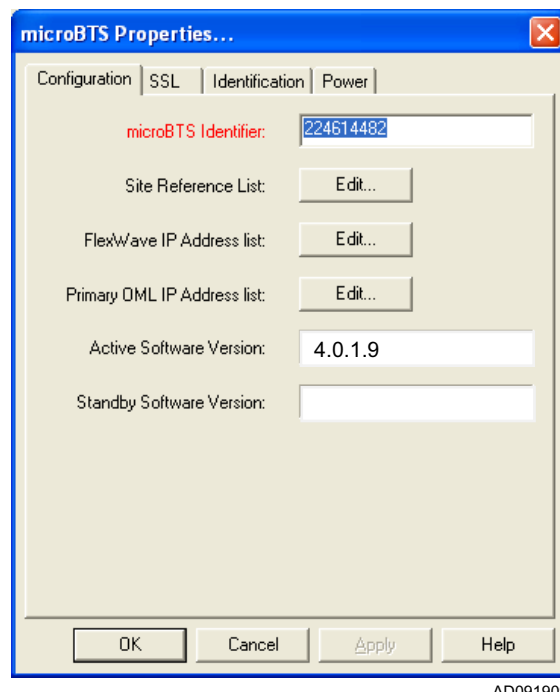 microBTS Properties...
Configuration SSL Identification Power
microBTS Identifier: 224614482
Site Reference List: Edit...
FlexWave IP Address list: Edit...
Primary OML IP Address list: Edit...
Active Software Version: 4.0.1.9
Standby Software Version:
OK Cancel Apply Help
AD09190